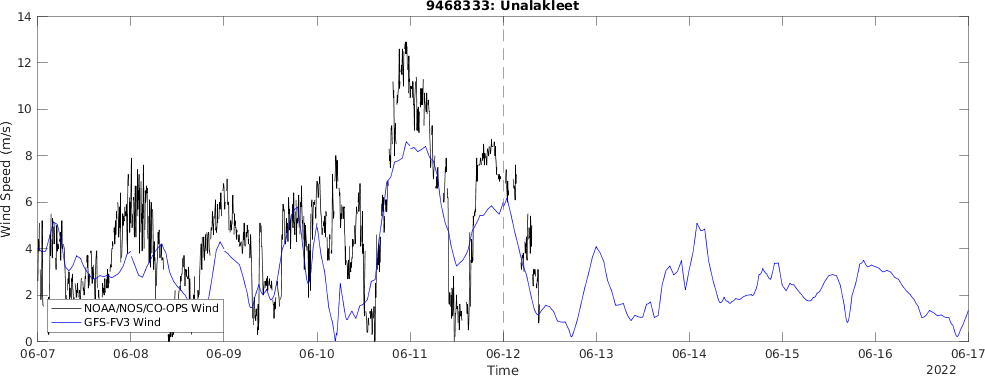 9468333: Unalakleet
Wind Speed (m/s)
14
12
10
8
6
4
2
0
NOAA/NOS/CO-OPS Wind
GFS-FV3 Wind
06-07 06-08 06-09 06-10 06-11 06-12 06-13 06-14 06-15 06-16 06-17
Time
2022